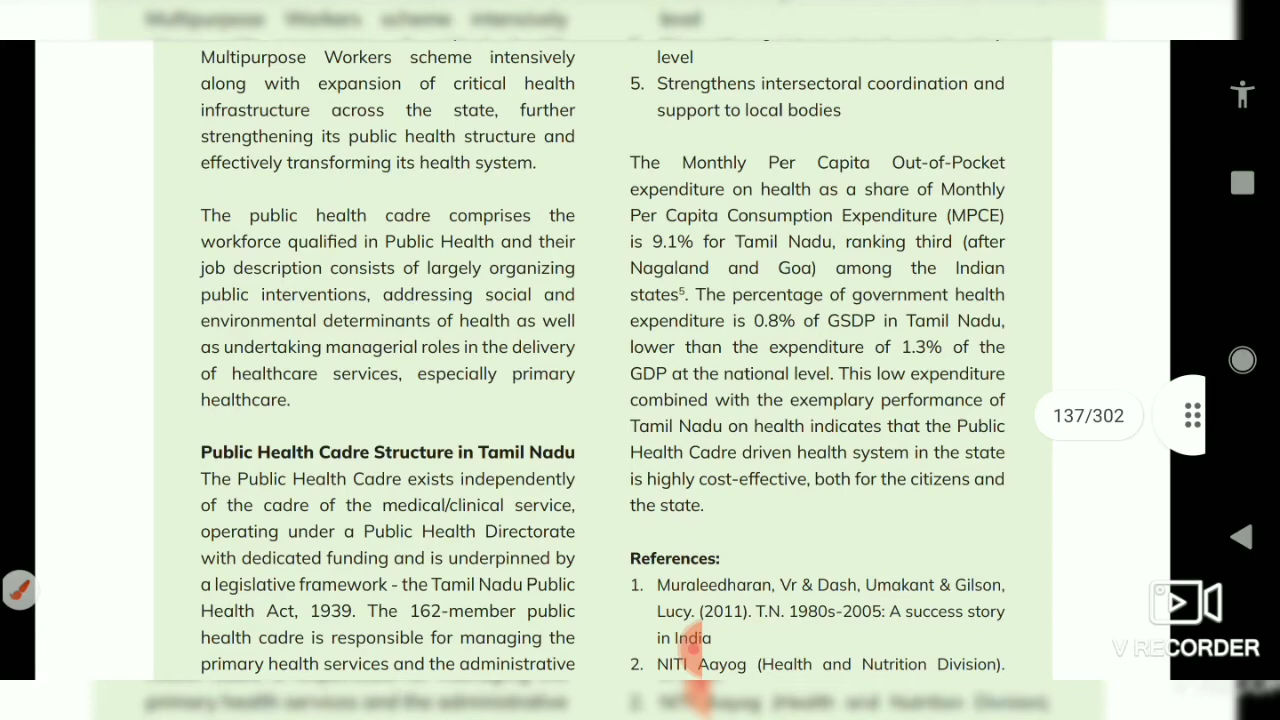 Multipurpose Workers scheme intensively
along with expansion of critical health
infrastructure across the state, further
strengthening its public health structure and
effectively transforming its health system.
The public health cadre comprises the
workforce qualified in Public Health and their
job description consists of largely organizing
public interventions, addressing social and
environmental determinants of health as well
as undertaking managerial roles in the delivery
of healthcare services, especially primary
healthcare.
Public Health Cadre Structure in Tamil Nadu
The Public Health Cadre exists independently
of the cadre of the medical/clinical service,
operating under a Public Health Directorate
with dedicated funding and is underpinned by
a legislative framework - the Tamil Nadu Public
Health Act, 1939. The 162-member public
health cadre is responsible for managing the
primary health services and the administrative
level
5. Strengthens intersectoral coordination and
support to local bodies
The Monthly Per Capita Out-of-Pocket
expenditure on health as a share of Monthly
Per Capita Consumption Expenditure (MPCE)
is 9.1% for Tamil Nadu, ranking third (after
Nagaland and Goa) among the Indian
states⁵. The percentage of government health
expenditure is 0.8% of GSDP in Tamil Nadu,
lower than the expenditure of 1.3% of the
GDP at the national level. This low expenditure
combined with the exemplary performance of
Tamil Nadu on health indicates that the Public
Health Cadre driven health system in the state
is highly cost-effective, both for the citizens and
the state.
References:
1. Muraleedharan, Vr & Dash, Umakant & Gilson,
Lucy. (2011). T.N. 1980s-2005: A success story
in India
2. NITI Aayog (Health and Nutrition Division).
137/302
V RECORDER